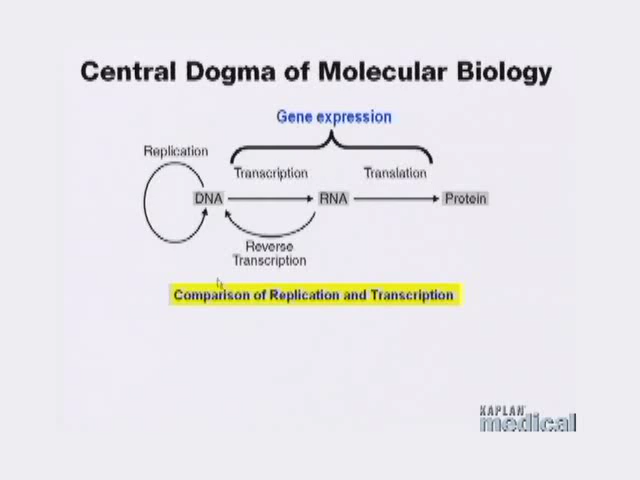 Central Dogma of Molecular Biology
Gene expression
Replication
Transcription
Translation
DNA
RNA
Protein
Reverse
Transcription
Comparison of Replication and Transcription
KAPLAN
medical